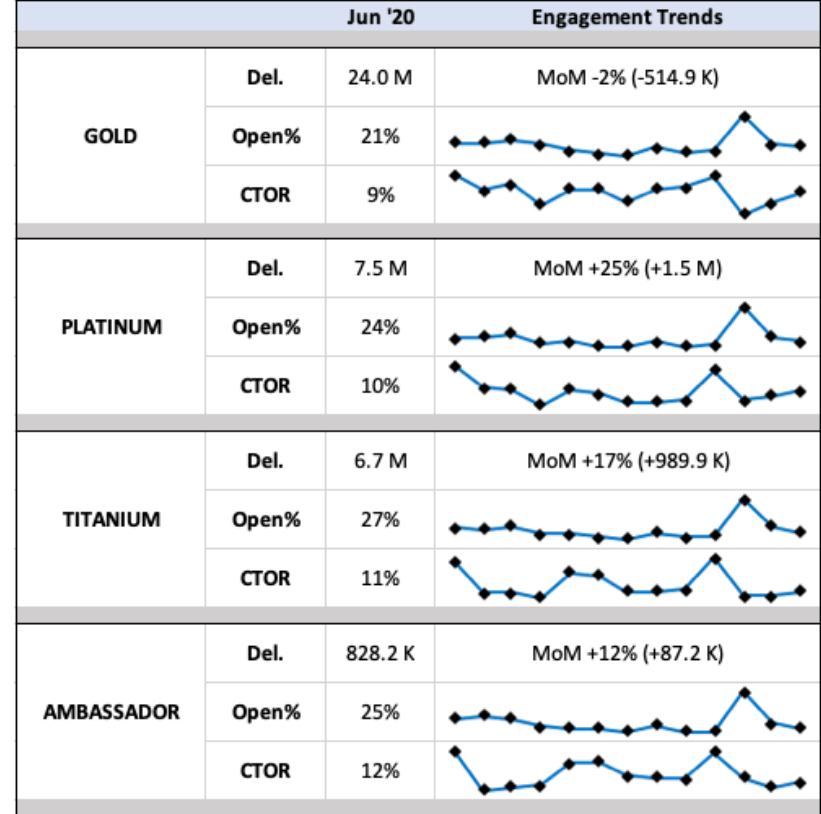 Jun '20 Engagement Trends
Del. 24.0 M MoM -2% (-514.9 K)
GOLD Open% 21%
CTOR 9%
Del. 7.5 M MoM +25% (+1.5 M)
PLATINUM Open% 24%
CTOR 10%
Del. 6.7 M MoM +17% (+989.9 K)
TITANIUM Open% 27%
CTOR 11%
Del. 828.2 K MoM +12% (+87.2 K)
AMBASSADOR Open% 25%
CTOR 12%